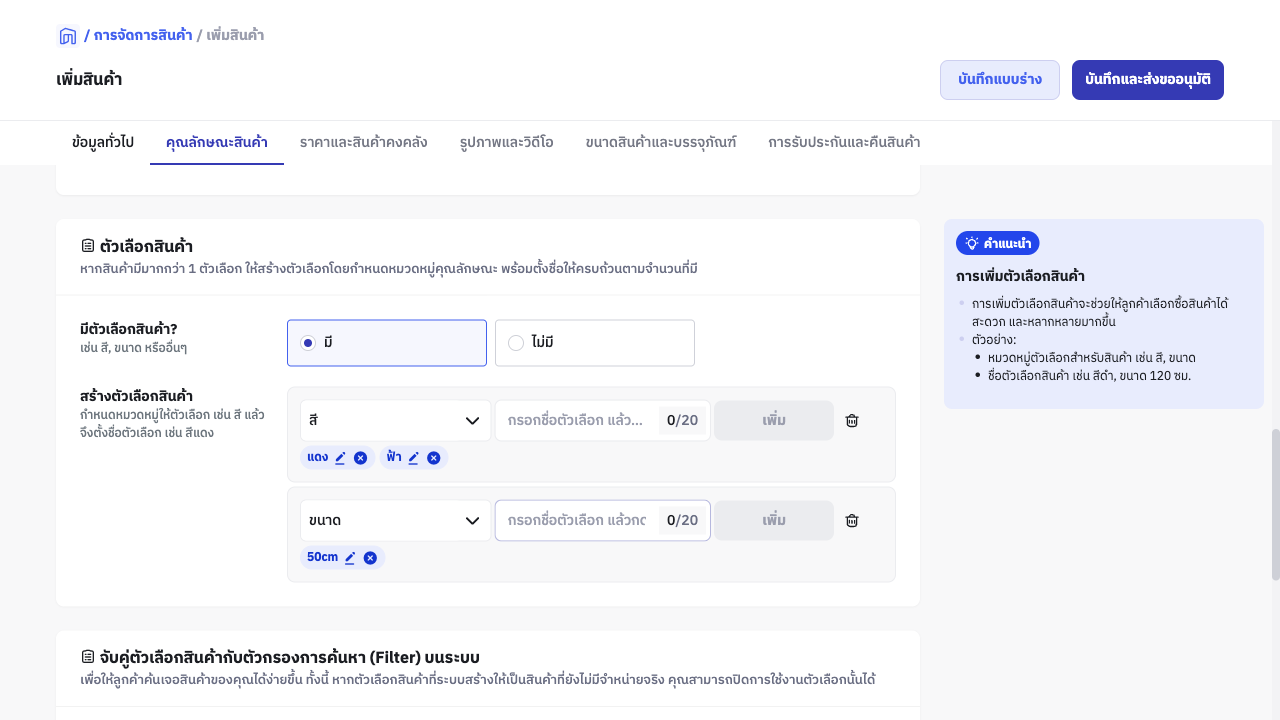 / การจัดการสินค้า / เพิ่มสินค้า
เพิ่มสินค้า
บันทึกแบบร่าง
บันทึกและส่งขออนุมัติ
ข้อมูลทั่วไป
คุณลักษณะสินค้า
ราคาและสินค้าคงคลัง
รูปภาพและวิดีโอ
ขนาดสินค้าและบรรจุภัณฑ์
การรับประกันและคืนสินค้า
ตัวเลือกสินค้า
หากสินค้ามีมากกว่า 1 ตัวเลือก ให้สร้างตัวเลือกโดยกำหนดหมวดหมู่คุณลักษณะ พร้อมตั้งชื่อให้ครบถ้วนตามจำนวนที่มี
มีตัวเลือกสินค้า?
เช่น สี, ขนาด หรืออื่นๆ
มี
ไม่มี
สร้างตัวเลือกสินค้า
กำหนดหมวดหมู่ให้ตัวเลือก เช่น สี แล้ว
จึงตั้งชื่อตัวเลือก เช่น สีแดง
สี
กรอกชื่อตัวเลือก แล้ว...
0/20
เพิ่ม
แดง
ฟ้า
ขนาด
กรอกชื่อตัวเลือก แล้วกด
0/20
เพิ่ม
50cm
คำแนะนำ
การเพิ่มตัวเลือกสินค้า
การเพิ่มตัวเลือกสินค้าจะช่วยให้ลูกค้าเลือกซื้อสินค้าได้
สะดวก และหลากหลายมากขึ้น
ตัวอย่าง:
หมวดหมู่ตัวเลือกสำหรับสินค้า เช่น สี, ขนาด
ชื่อตัวเลือกสินค้า เช่น สีดำ, ขนาด 120 ซม.
จับคู่ตัวเลือกสินค้ากับตัวกรองการค้นหา (Filter) บนระบบ
เพื่อให้ลูกค้าค้นเจอสินค้าของคุณได้ง่ายขึ้น ทั้งนี้ หากตัวเลือกสินค้าที่ระบบสร้างให้เป็นสินค้าที่ยังไม่มีจำหน่ายจริง คุณสามารถปิดการใช้งานตัวเลือกนั้นได้